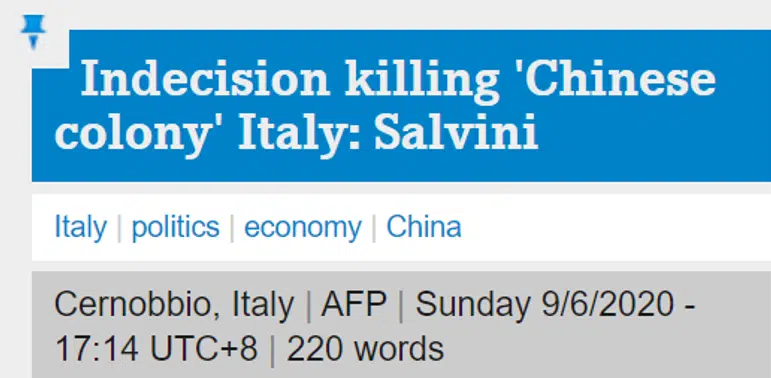 Indecision killing 'Chinese
colony' Italy: Salvini
Italy | politics | economy | China
Cernobbio, Italy | AFP | Sunday 9/6/2020 -
17:14 UTC+8 | 220 words